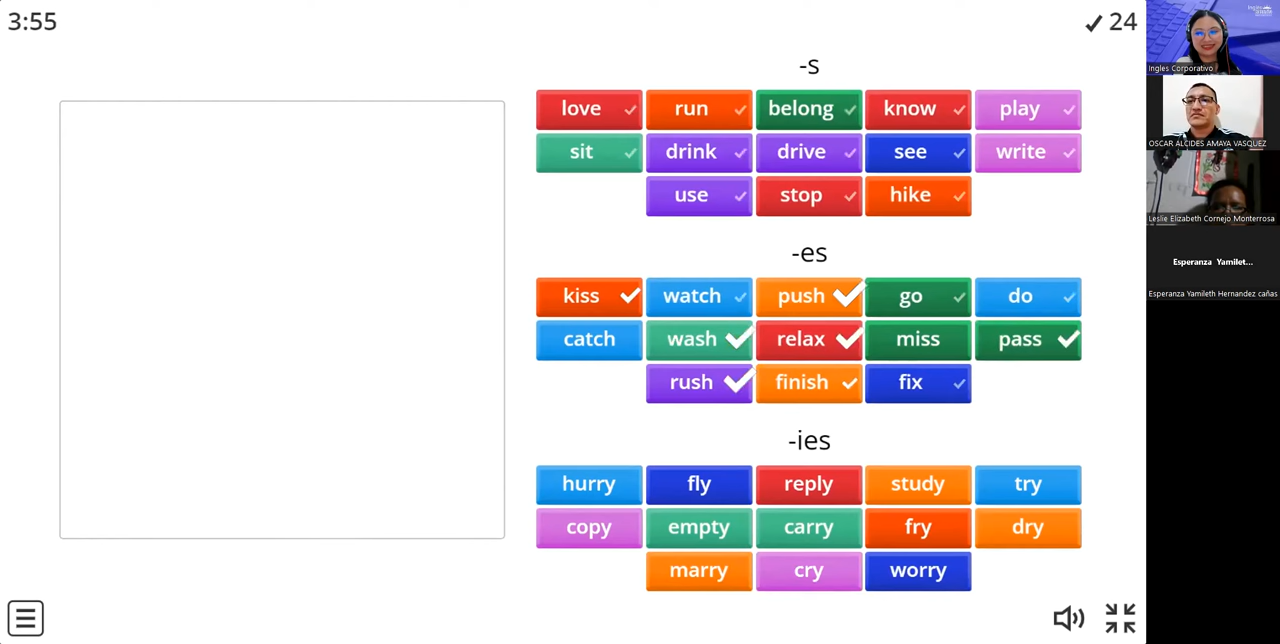 3:55
24
-s
love run belong know play
sit drink drive see write
use stop hike
-es
kiss watch push go do
catch wash relax miss pass
rush finish fix
-ies
hurry fly reply study try
copy empty carry fry dry
marry cry worry
Ingles Corporativo
OSCAR ALCIDES AMAYA VASQUEZ
Leslie Elizabeth Cornejo Monterrosa
Esperanza Yamilet...
Esperanza Yamileth Hernandez cañas